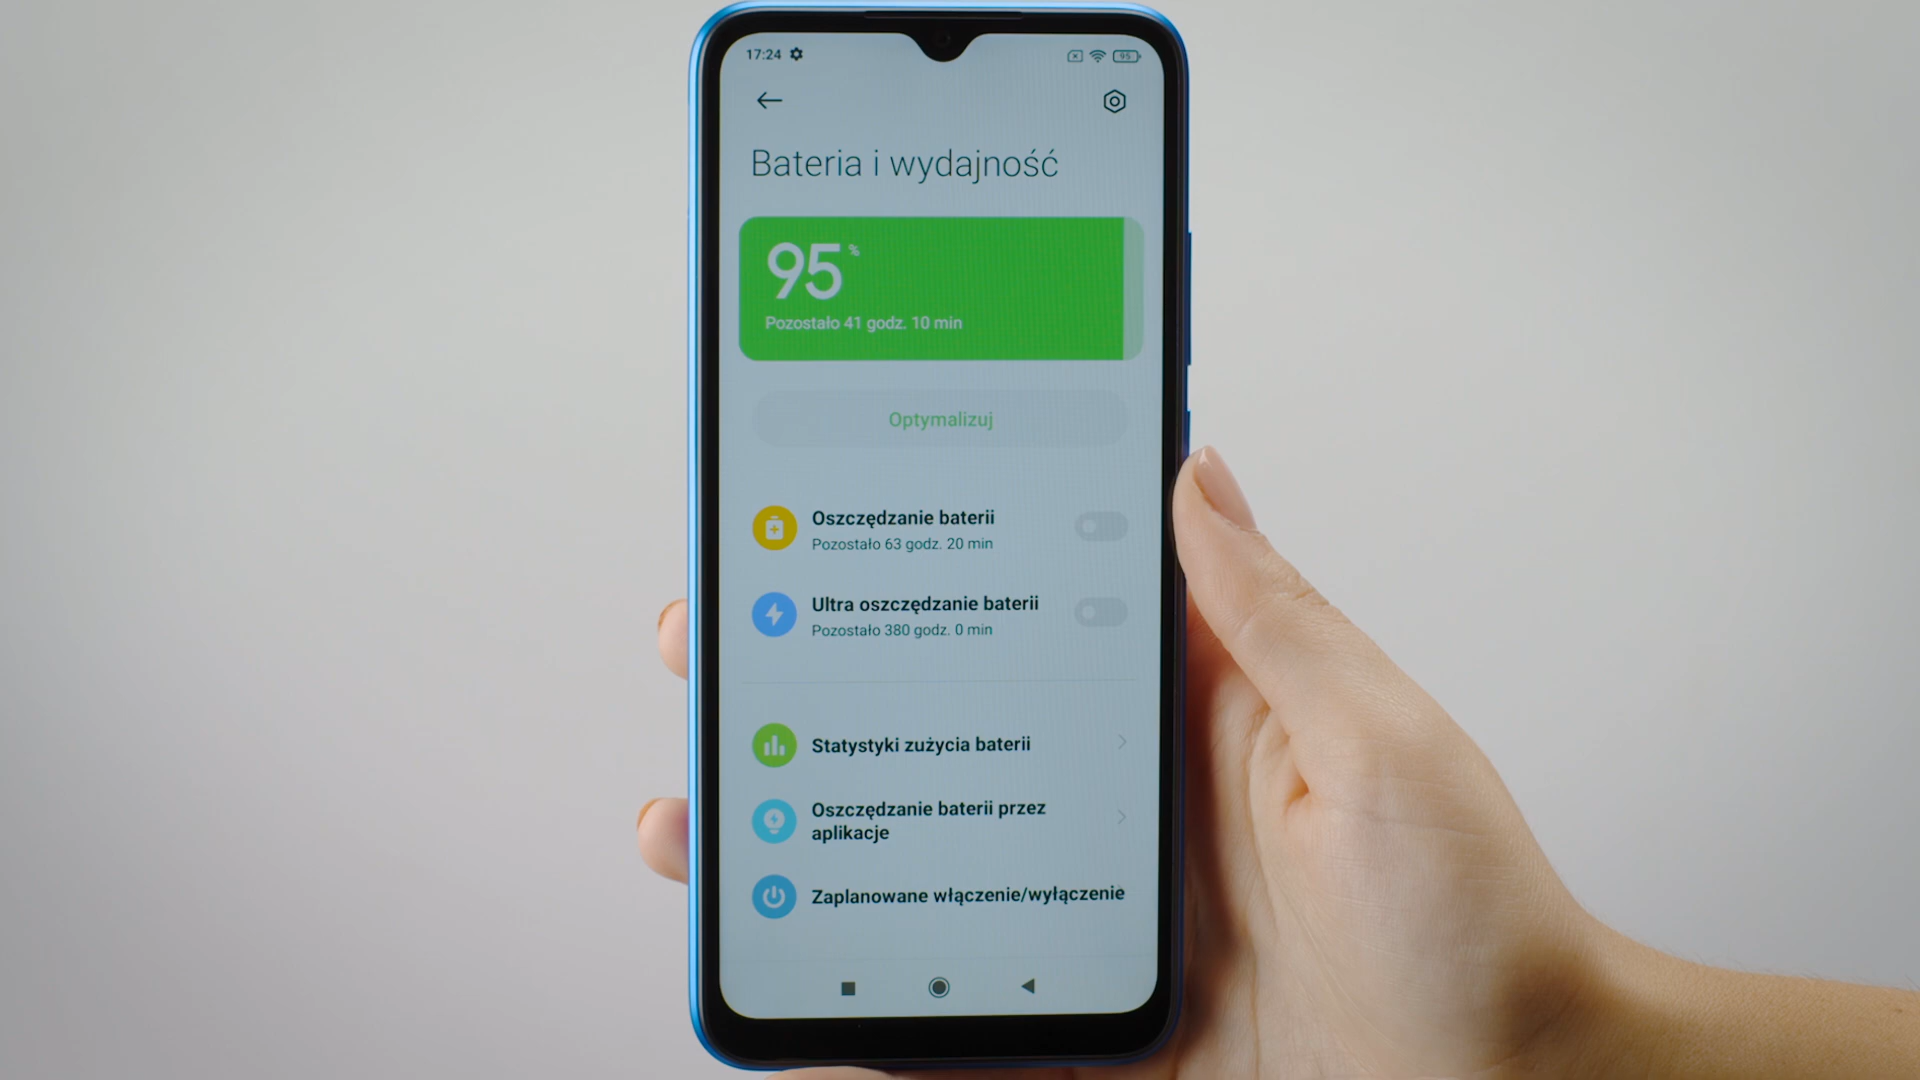 17:24
95
Bateria i wydajność
95%
Pozostało 41 godz. 10 min
Optymalizuj
Oszczędzanie baterii
Pozostało 63 godz. 20 min
Ultra oszczędzanie baterii
Pozostało 380 godz. 0 min
Statystyki zużycia baterii
Oszczędzanie baterii przez
aplikacje
Zaplanowane włączenie/wyłączenie